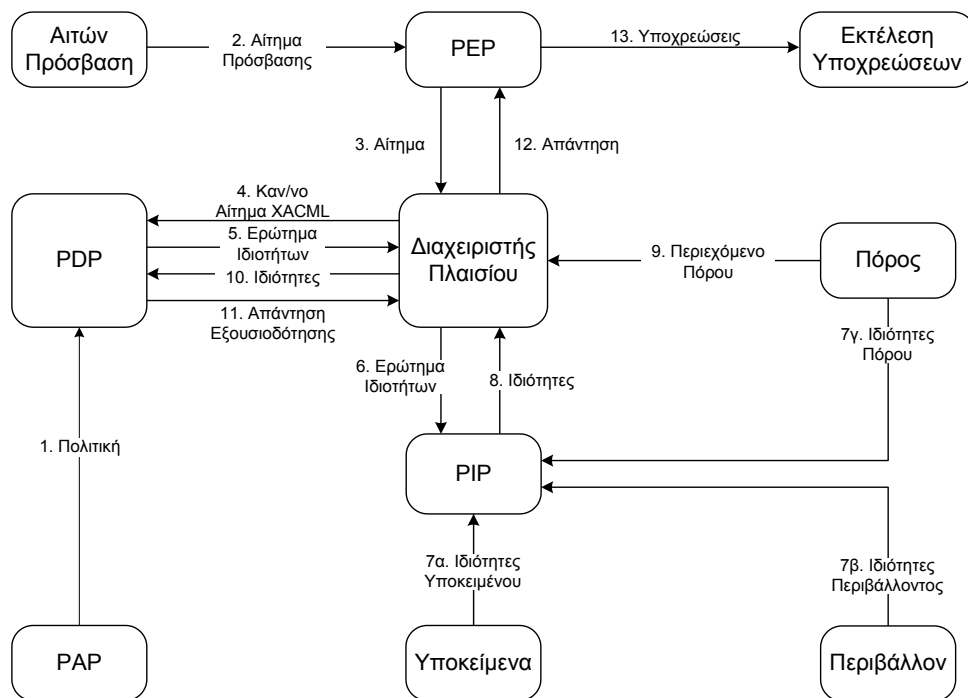 Αιτών
Πρόσβαση
2. Αίτημα
Πρόσβασης
PEP
13. Υποχρεώσεις
Εκτέλεση
Υποχρεώσεων
3. Αίτημα
12. Απάντηση
PDP
4. Καν/νο
Αίτημα XACML
5. Ερώτημα
Ιδιοτήτων
10. Ιδιότητες
11. Απάντηση
Εξουσιοδότησης
Διαχειριστής
Πλαισίου
9. Περιεχόμενο
Πόρου
Πόρος
6. Ερώτημα
Ιδιοτήτων
8. Ιδιότητες
7γ. Ιδιότητες
Πόρου
1. Πολιτική
PIP
7α. Ιδιότητες
Υποκειμένου
7β. Ιδιότητες
Περιβάλλοντος
PAP
Υποκείμενα
Περιβάλλον